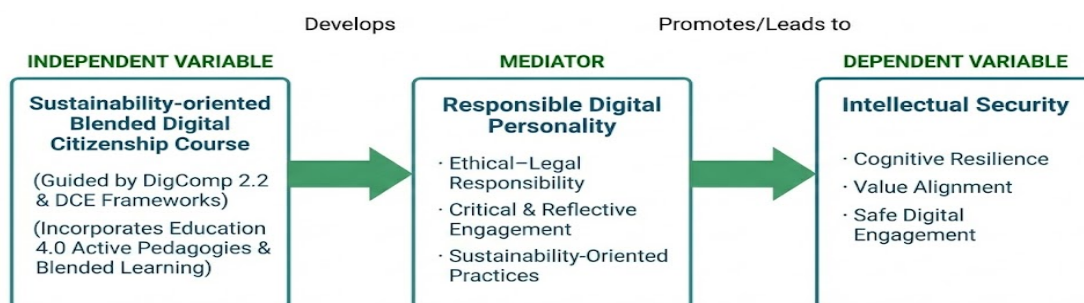 Develops
Promotes/Leads to
INDEPENDENT VARIABLE
Sustainability-oriented
Blended Digital
Citizenship Course
(Guided by DigComp 2.2
& DCE Frameworks)
(Incorporates Education
4.0 Active Pedagogies &
Blended Learning)
MEDIATOR
Responsible Digital
Personality
· Ethical–Legal
Responsibility
· Critical & Reflective
Engagement
· Sustainability-Oriented
Practices
DEPENDENT VARIABLE
Intellectual Security
· Cognitive Resilience
· Value Alignment
· Safe Digital
Engagement